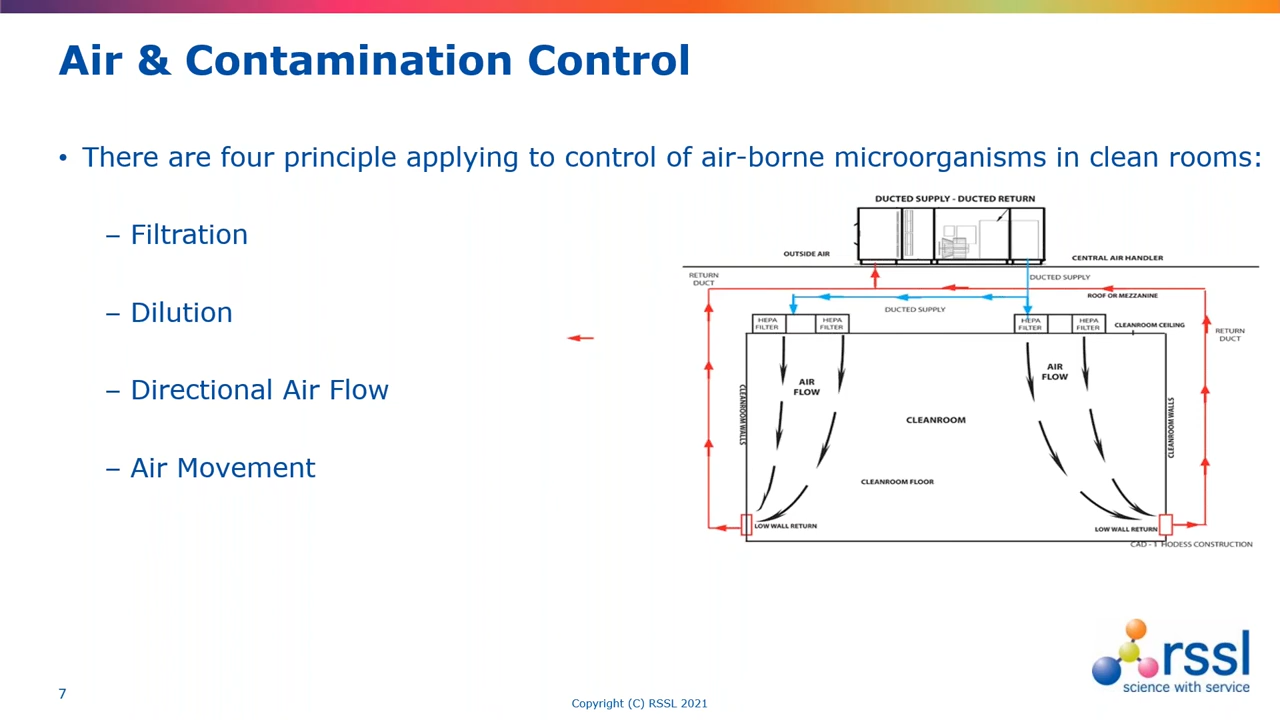 Air & Contamination Control
• There are four principle applying to control of air-borne microorganisms in clean rooms:
– Filtration
– Dilution
– Directional Air Flow
– Air Movement
DUCTED SUPPLY - DUCTED RETURN
OUTSIDE AIR
CENTRAL AIR HANDLER
RETURN
DUCT
DUCTED SUPPLY
ROOF OR MEZZANINE
DUCTED SUPPLY
HEPA
FILTER
HEPA
FILTER
HEPA
FILTER
HEPA
FILTER
CLEANROOM CEILING
RETURN
DUCT
AIR
FLOW
AIR
FLOW
CLEANROOM WALLS
CLEANROOM
CLEANROOM WALLS
CLEANROOM FLOOR
LOW WALL RETURN
LOW WALL RETURN
CAD - 1 HODESS CONSTRUCTION
rssl
science with service
7
Copyright (C) RSSL 2021